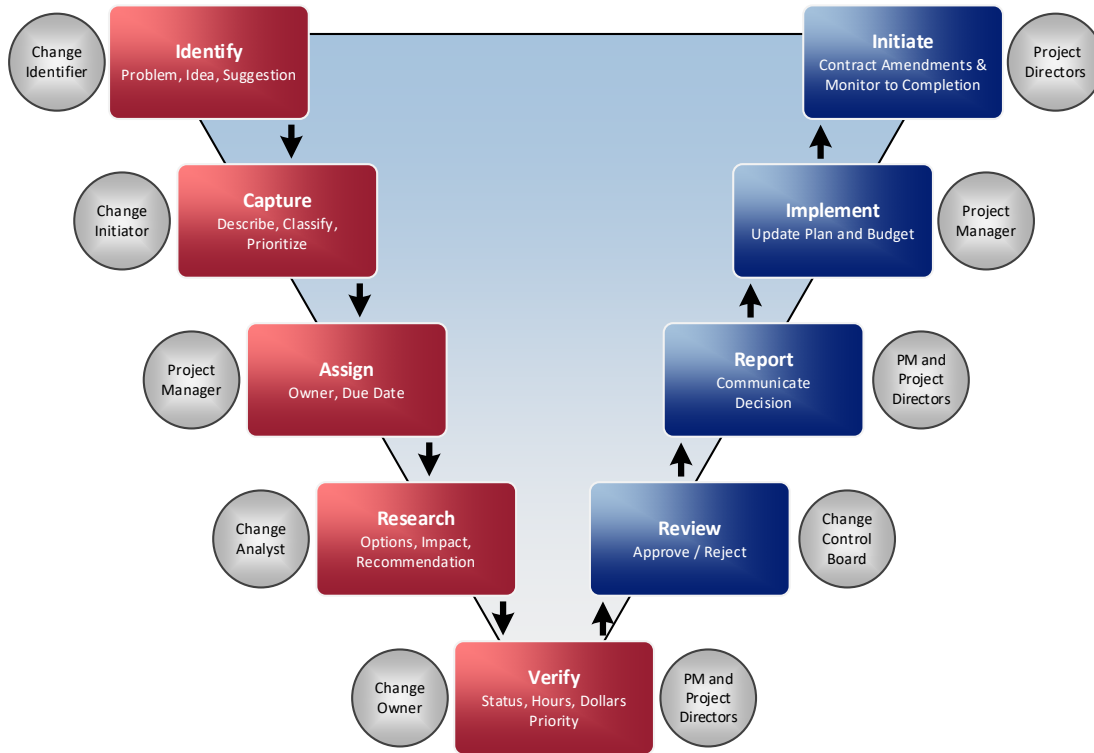 Change
Identifier
Identify
Problem, Idea, Suggestion
Initiate
Contract Amendments &
Monitor to Completion
Project
Directors
Change
Initiator
Capture
Describe, Classify,
Prioritize
Implement
Update Plan and Budget
Project
Manager
Project
Manager
Assign
Owner, Due Date
Report
Communicate
Decision
PM and
Project
Directors
Change
Analyst
Research
Options, Impact,
Recommendation
Review
Approve / Reject
Change
Control
Board
Change
Owner
Verify
Status, Hours, Dollars
Priority
PM and
Project
Directors